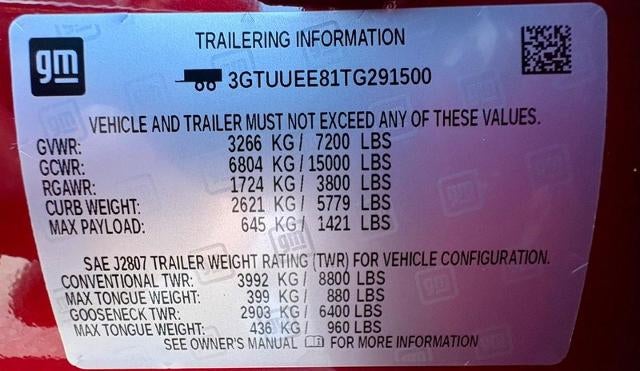 gm
TRAILERING INFORMATION
3GTUUEE81TG291500
VEHICLE AND TRAILER MUST NOT EXCEED ANY OF THESE VALUES.
GVWR: 3266 KG/ 7200 LBS
GCWR: 6804 KG/ 15000 LBS
RGAWR: 1724 KG/ 3800 LBS
CURB WEIGHT: 2621 KG/ 5779 LBS
MAX PAYLOAD: 645 KG/ 1421 LBS
SAE J2807 TRAILER WEIGHT RATING (TWR) FOR VEHICLE CONFIGURATION.
CONVENTIONAL TWR: 3992 KG/ 8800 LBS
MAX TONGUE WEIGHT: 399 KG/ 880 LBS
GOOSENECK TWR: 2903 KG/ 6400 LBS
MAX TONGUE WEIGHT: 436 KG/ 960 LBS
SEE OWNER'S MANUAL FOR MORE INFORMATION